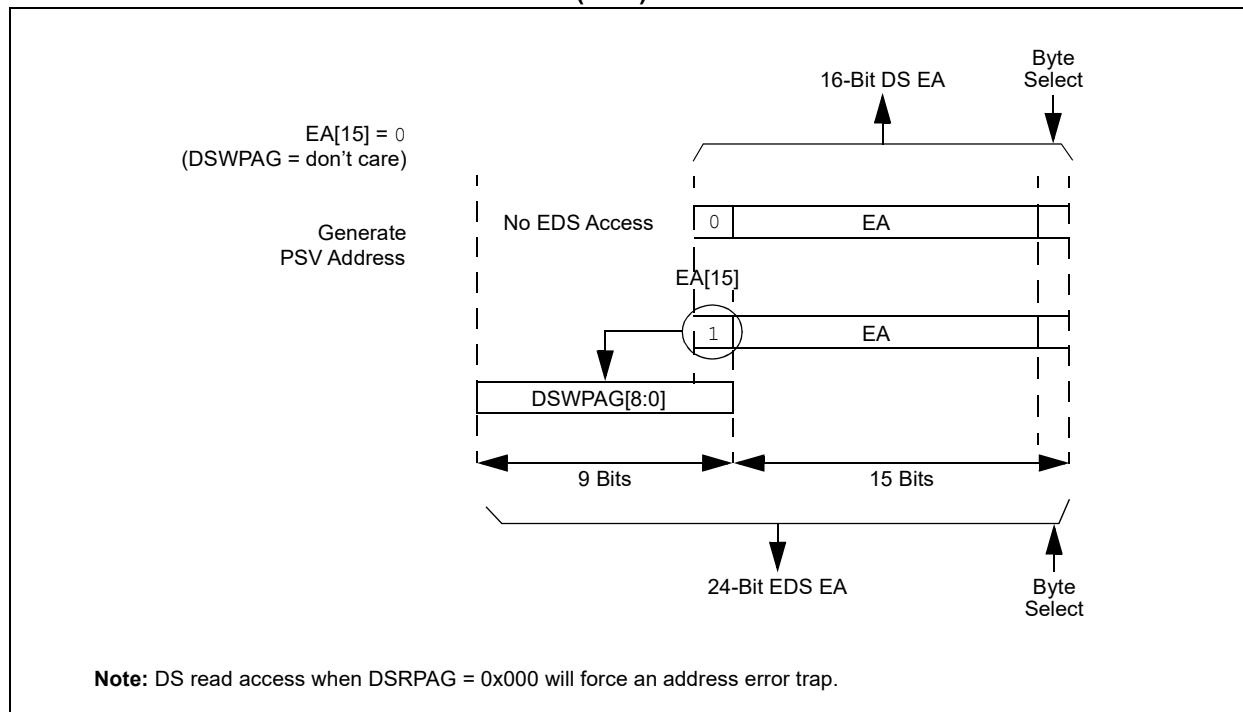 16-Bit DS EA
Byte
Select
EA[15] = 0
(DSWPAG = don't care)
No EDS Access
0
EA
Generate
PSV Address
EA[15]
1
EA
DSWPAG[8:0]
9 Bits
15 Bits
24-Bit EDS EA
Byte
Select
Note: DS read access when DSRPAG = 0x000 will force an address error trap.